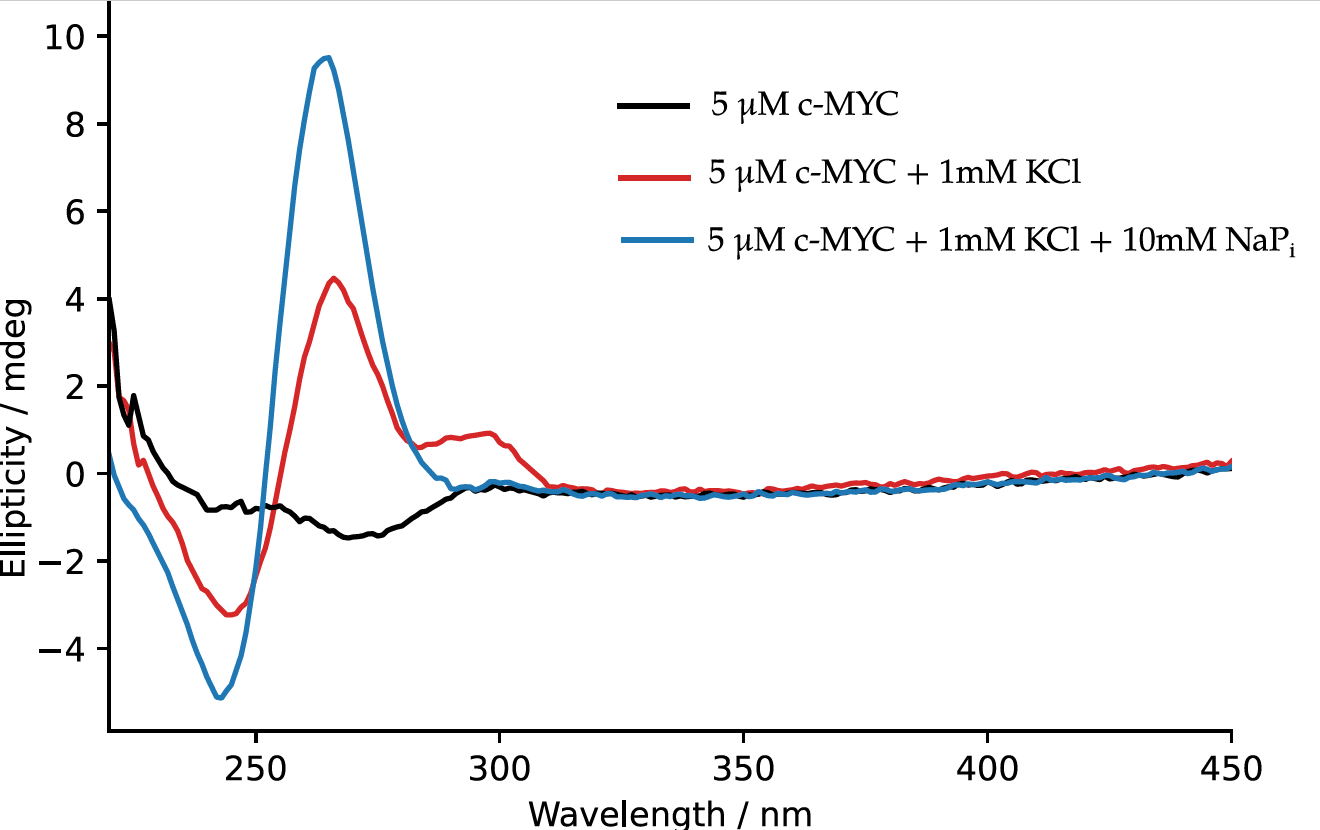 10
8
6
4
2
0
−2
−4
Ellipticity / mdeg
5 μM c-MYC
5 μM c-MYC + 1mM KCl
5 μM c-MYC + 1mM KCl + 10mM NaPᵢ
250 300 350 400 450
Wavelength / nm